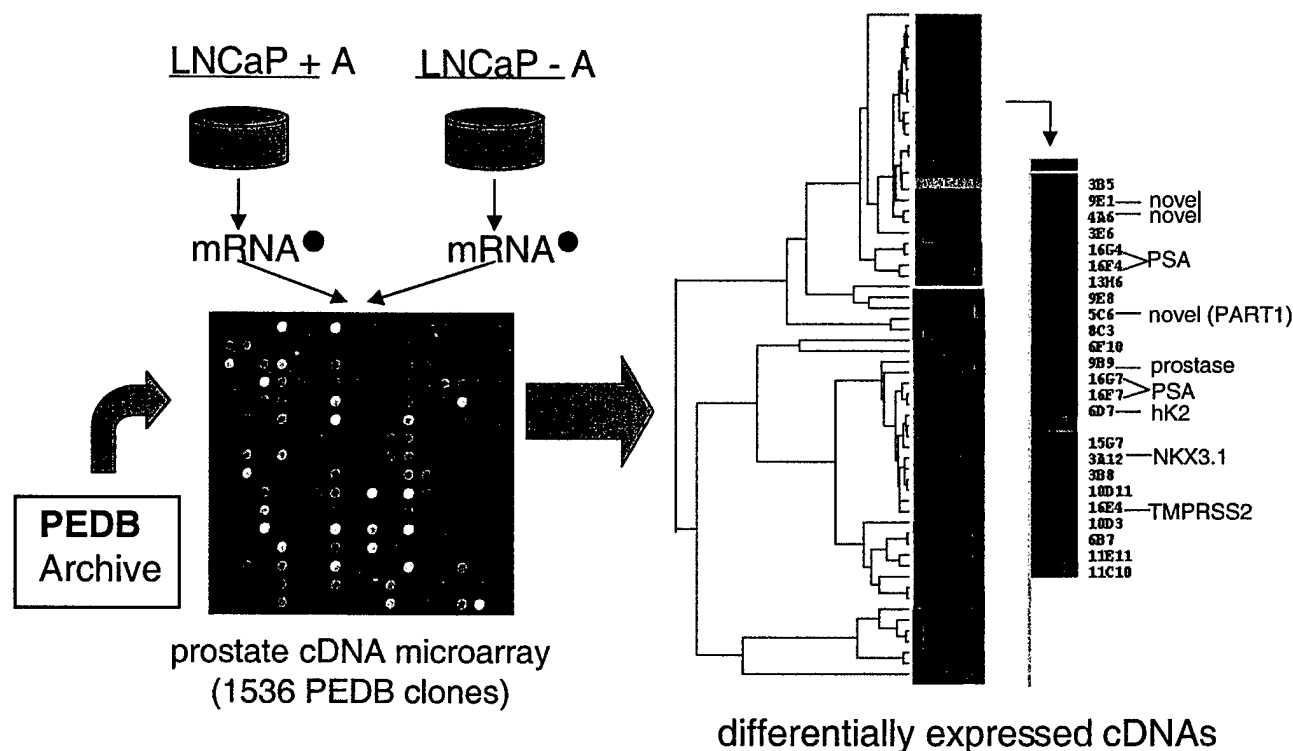 LNCaP + A
LNCaP - A
mRNA
mRNA
PEDB
Archive
prostate cDNA microarray
(1536 PEDB clones)
3B5
9E1 novel
4A6 novel
3E6
16G4
16F4
PSA
13H6
9E8
5C6 novel (PART1)
8C3
6F10
9B9 prostase
16G7
16F7
PSA
6D7 hK2
15G7
3A12 NKX3.1
3B8
10D11
16E4 TMPRSS2
10D3
6B7
11E11
11C10
differentially expressed cDNAs